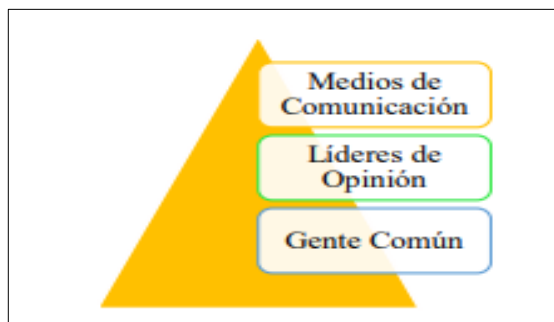 Medios de
Comunicación
Líderes de
Opinión
Gente Común